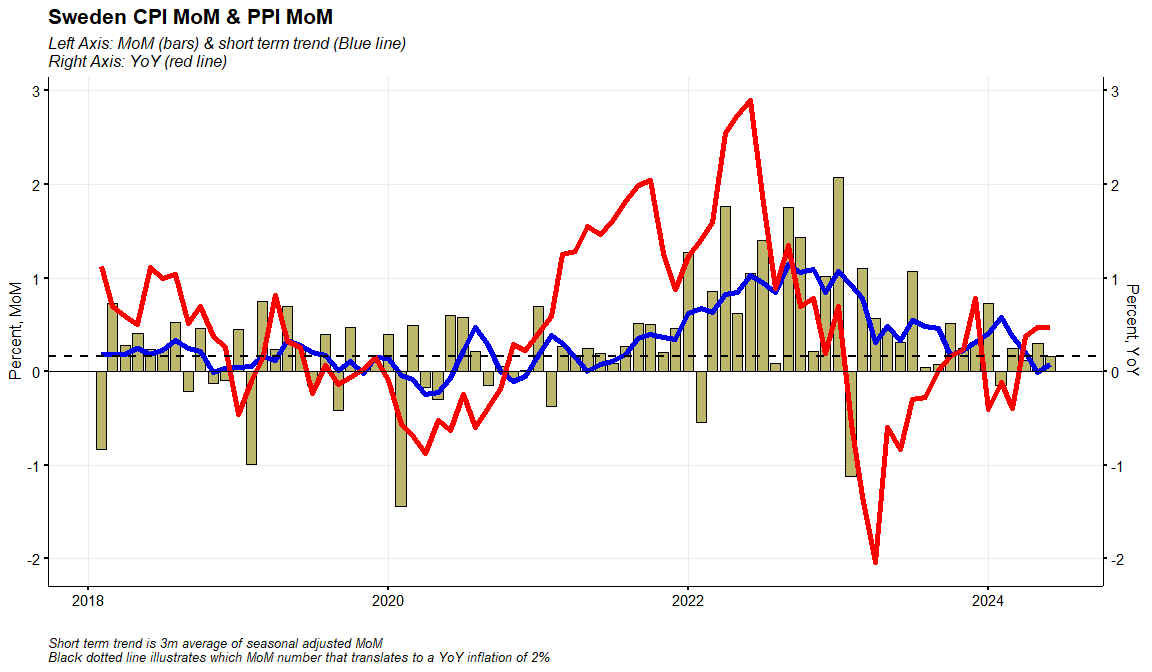 Sweden CPI MoM & PPI MoM
Left Axis: MoM (bars) & short term trend (Blue line)
Right Axis: YoY (red line)
Percent, MoM
3
2
1
0
-1
-2
3
2
1
0
-1
-2
Percent, YoY
2018
2020
2022
2024
Short term trend is 3m average of seasonal adjusted MoM
Black dotted line illustrates which MoM number that translates to a YoY inflation of 2%